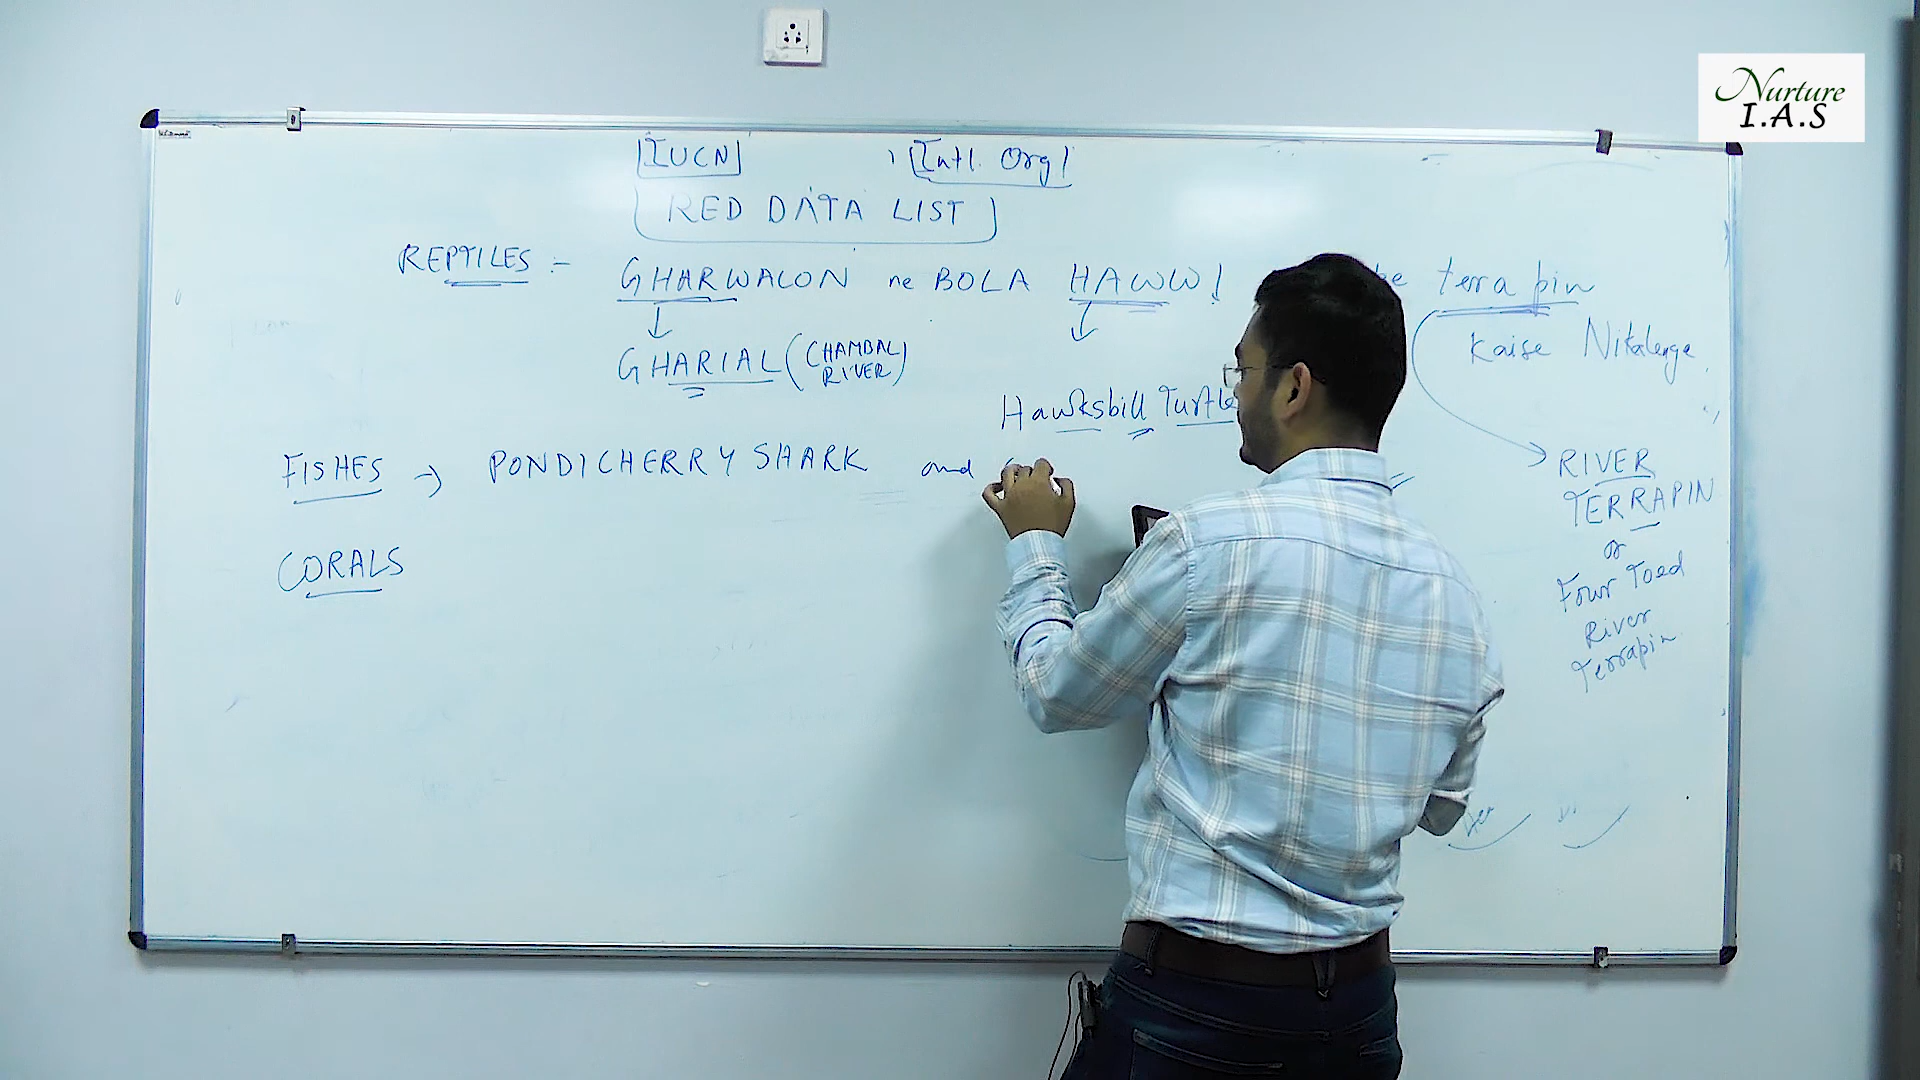 Nurture
I.A.S
IUCN
Intl. Org
RED DATA LIST
REPTILES :- GHARWALON ne BOLA HAWW! be terrapin
Kaise Nikalenge
GHARIAL (CHAMBAL RIVER)
Hawksbill Turtle
FISHES → PONDICHERRY SHARK and
RIVER
TERRAPIN
or
Four Toed
River
Terrapin
CORALS